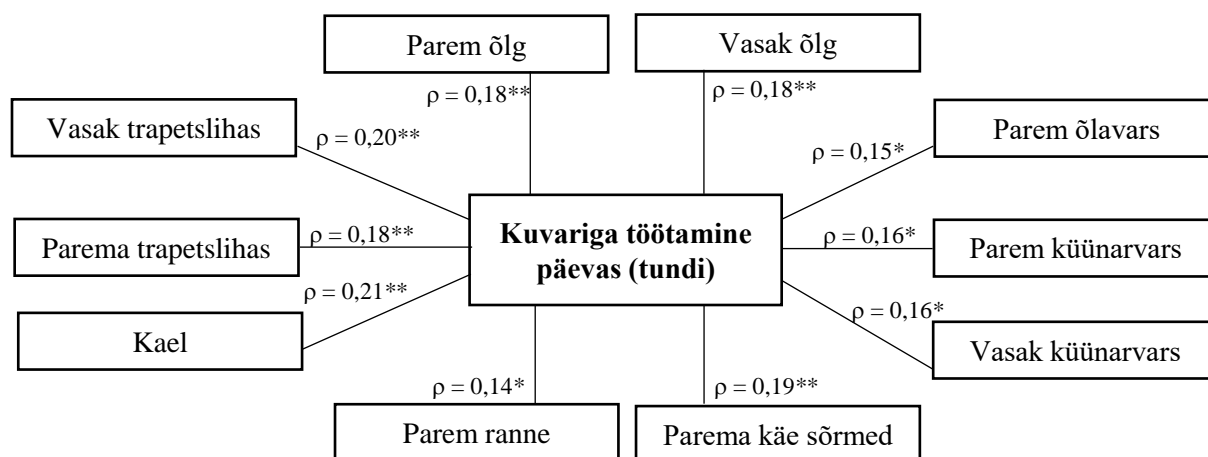 Parem õlg
Vasak õlg
ρ = 0,18**
ρ = 0,18**
Vasak trapetslihas
ρ = 0,20**
ρ = 0,15*
Parem õlavars
Kuvariga töötamine
päevas (tundi)
Parema trapetslihas
ρ = 0,18**
ρ = 0,16*
Parem küünarvars
ρ = 0,21**
ρ = 0,16*
Kael
Vasak küünarvars
ρ = 0,14*
ρ = 0,19**
Parem ranne
Parema käe sõrmed